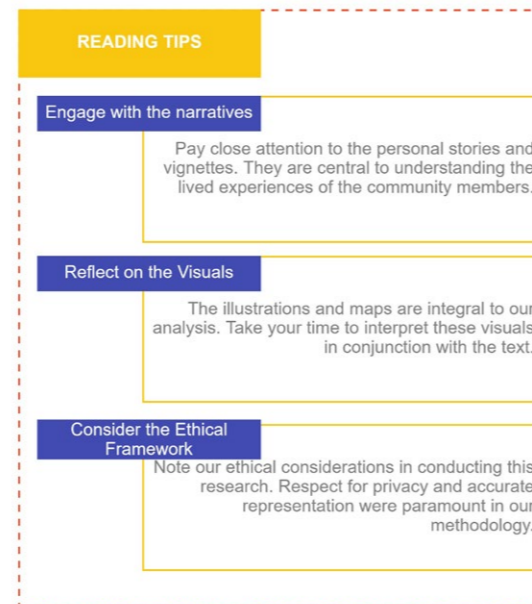 READING TIPS
Engage with the narratives
Pay close attention to the personal stories and
vignettes. They are central to understanding the
lived experiences of the community members.
Reflect on the Visuals
The illustrations and maps are integral to our
analysis. Take your time to interpret these visuals
in conjunction with the text.
Consider the Ethical
Framework
Note our ethical considerations in conducting this
research. Respect for privacy and accurate
representation were paramount in our
methodology.